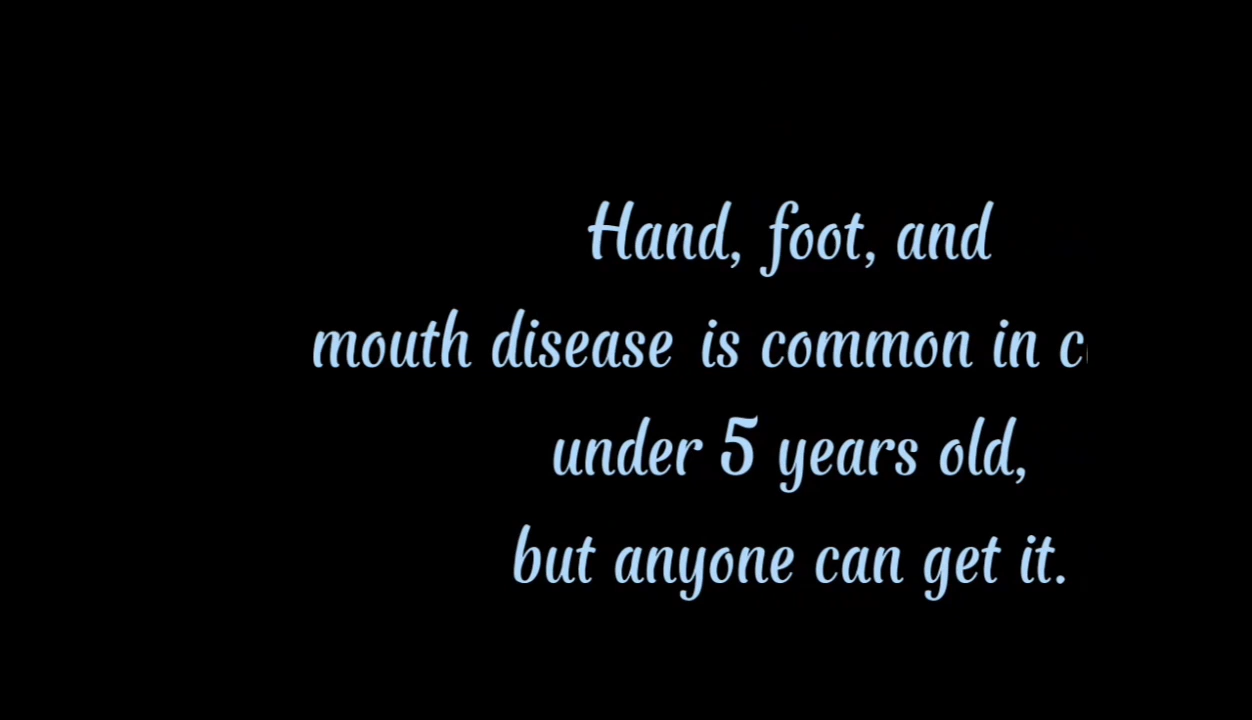 Hand, foot, and
mouth disease is common in
under 5 years old,
but anyone can get it.